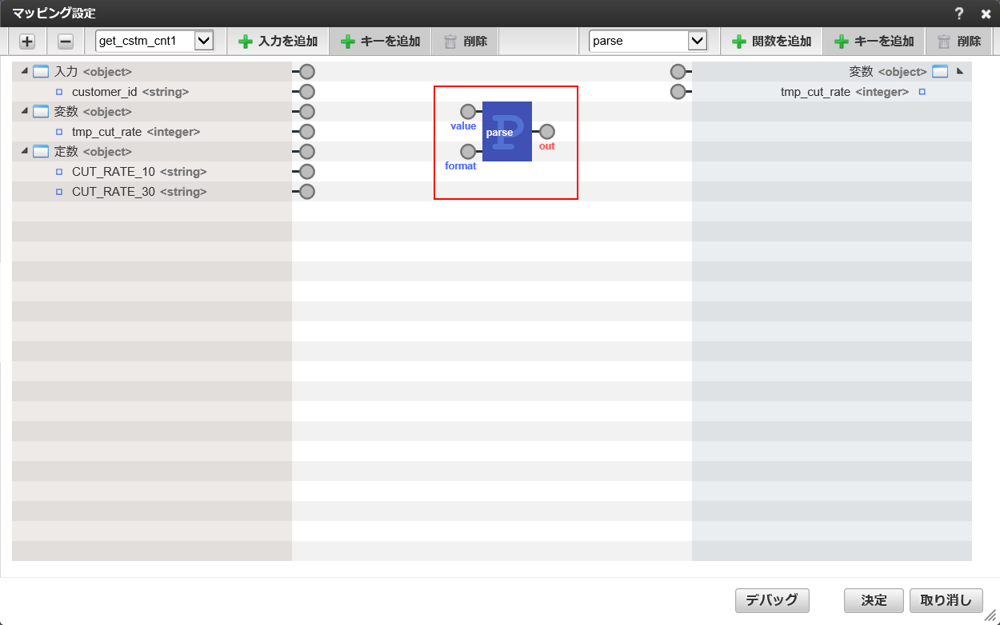 マッピング設定 ?
get_cstm_cnt1 入力を追加 キーを追加 削除 parse 関数を追加 キーを追加 削除
入力 <object>
変数 <object>
customer_id <string>
tmp_cut_rate <integer>
変数 <object>
tmp_cut_rate <integer>
定数 <object>
CUT_RATE_10 <string>
CUT_RATE_30 <string>
value
P
parse
out
format
デバッグ 決定 取り消し